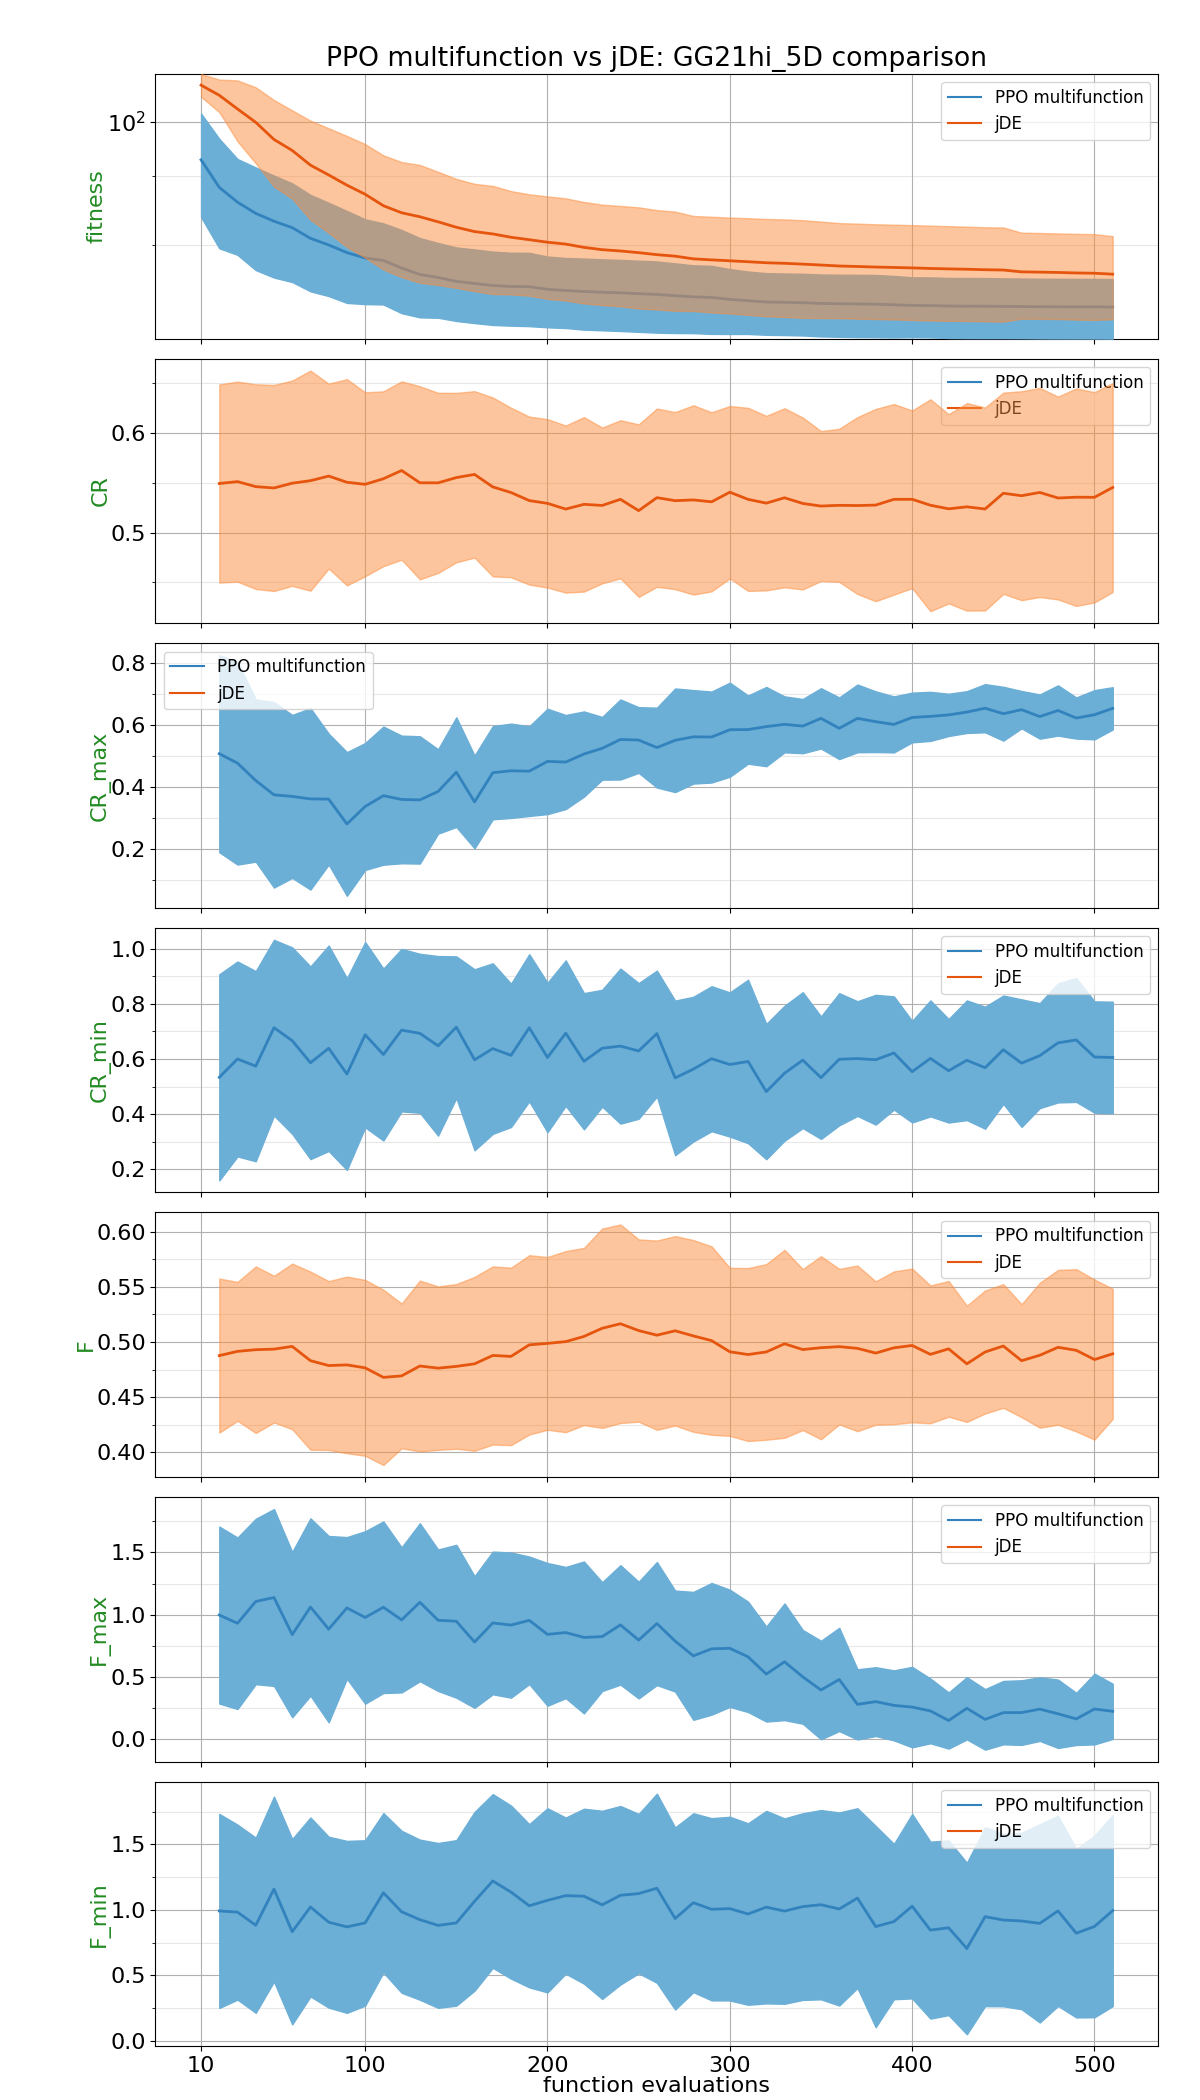 PPO multifunction vs jDE: GG21hi_5D comparison
10²
fitness
PPO multifunction
jDE
0.6
0.5
CR
PPO multifunction
jDE
0.8
0.6
0.4
0.2
CR_max
PPO multifunction
jDE
1.0
0.8
0.6
0.4
0.2
CR_min
PPO multifunction
jDE
0.60
0.55
0.50
0.45
0.40
F
PPO multifunction
jDE
1.5
1.0
0.5
0.0
F_max
PPO multifunction
jDE
1.5
1.0
0.5
0.0
F_min
PPO multifunction
jDE
10 100 200 300 400 500
function evaluations